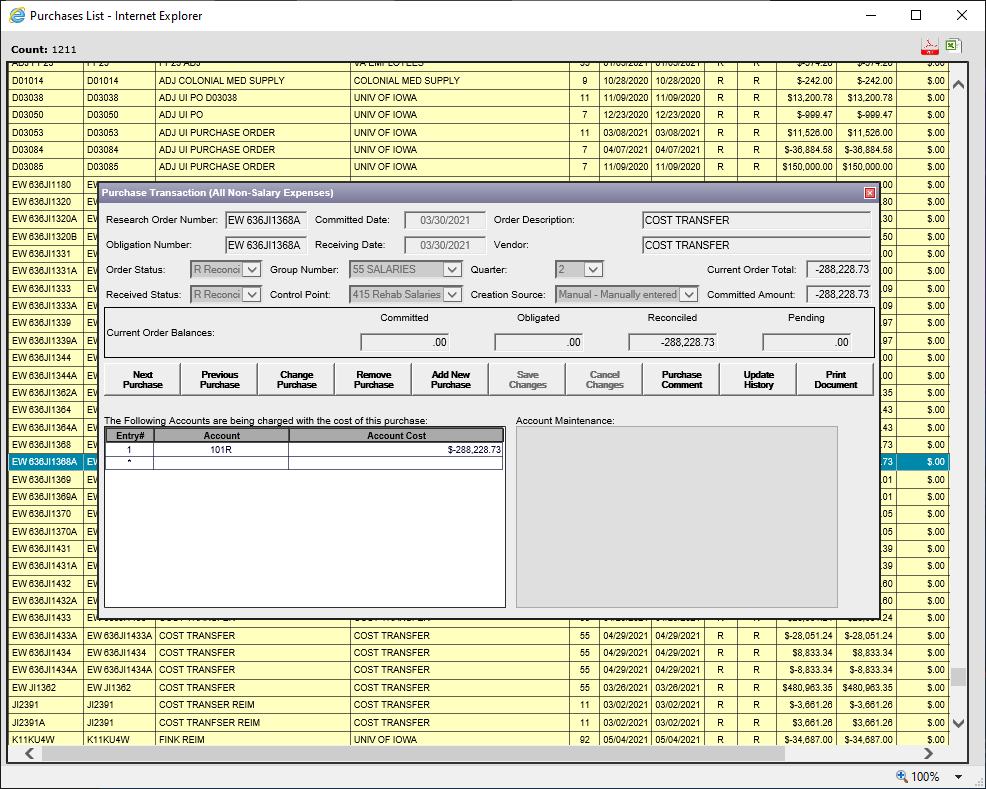 Purchases List - Internet Explorer
Count: 1211
D01014 D01014 ADJ COLONIAL MED SUPPLY COLONIAL MED SUPPLY 9 10/28/2020 10/28/2020 R R $-242.00 $-242.00 $.00
D03038 D03038 ADJ UI PO D03038 UNIV OF IOWA 11 11/09/2020 11/09/2020 R R $13,200.78 $13,200.78 $.00
D03050 D03050 ADJ UI PO UNIV OF IOWA 7 12/23/2020 12/23/2020 R R $-999.47 $-999.47 $.00
D03053 D03053 ADJ UI PURCHASE ORDER UNIV OF IOWA 11 03/08/2021 03/08/2021 R R $11,526.00 $11,526.00 $.00
D03084 D03084 ADJ UI PURCHASE ORDER UNIV OF IOWA 7 04/07/2021 04/07/2021 R R $-36,884.58 $-36,884.58 $.00
D03085 D03085 ADJ UI PURCHASE ORDER UNIV OF IOWA 7 11/09/2020 11/09/2020 R R $150,000.00 $150,000.00 $.00
EW 636JI1180 .00 $.00
EW 636JI1320 .80 $.00
EW 636JI1320A .80 $.00
EW 636JI1320B .50 $.00
EW 636JI1331 .00 $.00
EW 636JI1331A .00 $.00
EW 636JI1333 .09 $.00
EW 636JI1333A .09 $.00
EW 636JI1339 .97 $.00
EW 636JI1339A .97 $.00
EW 636JI1344 .00 $.00
EW 636JI1344A .00 $.00
EW 636JI1362A .35 $.00
EW 636JI1364 .43 $.00
EW 636JI1364A .43 $.00
EW 636JI1368 $.00
EW 636JI1368A .73 $.00
EW 636JI1369 .01 $.00
EW 636JI1369A .01 $.00
EW 636JI1370 .05 $.00
EW 636JI1370A .05 $.00
EW 636JI1431 .39 $.00
EW 636JI1431A .39 $.00
EW 636JI1432 .60 $.00
EW 636JI1432A .60 $.00
Purchase Transaction (All Non-Salary Expenses)
Research Order Number: EW 636JI1368A Committed Date: 03/30/2021 Order Description: COST TRANSFER
Obligation Number: EW 636JI1368A Receiving Date: 03/30/2021 Vendor: COST TRANSFER
Order Status: R Reconci Group Number: 55 SALARIES Quarter: 2 Current Order Total: -288,228.73
Received Status: R Reconci Control Point: 415 Rehab Salaries Creation Source: Manual - Manually entered Committed Amount: -288,228.73
Committed Obligated Reconciled Pending
Current Order Balances: .00 .00 -288,228.73 .00
Next Purchase Previous Purchase Change Purchase Remove Purchase Add New Purchase Save Changes Cancel Changes Purchase Comment Update History Print Document
The Following Accounts are being charged with the cost of this purchase: Account Maintenance:
Entry# Account Account Cost
1 101R $-288,228.73
*
EW 636JI1433 $.00
EW 636JI1433A EW 636JI1433A COST TRANSFER COST TRANSFER 55 04/29/2021 04/29/2021 R R $-28,051.24 $-28,051.24 $.00
EW 636JI1434 EW 636JI1434 COST TRANSFER COST TRANSFER 55 04/29/2021 04/29/2021 R R $8,833.34 $8,833.34 $.00
EW 636JI1434A EW 636JI1434A COST TRANSFER COST TRANSFER 55 04/29/2021 04/29/2021 R R $-8,833.34 $-8,833.34 $.00
EW JI1362 EW JI1362 COST TRANSFER COST TRANSFER 55 03/26/2021 03/26/2021 R R $480,963.35 $480,963.35 $.00
JI2391 JI2391 COST TRANSER REIM COST TRANSFER 11 03/02/2021 03/02/2021 R R $-3,661.26 $-3,661.26 $.00
JI2391A JI2391 COST TRANFSER REIM COST TRANSFER 11 03/02/2021 03/02/2021 R R $3,661.26 $3,661.26 $.00
K11KU4W K11KU4W FINK REIM UNIV OF IOWA 92 05/04/2021 05/04/2021 R R $-34,687.00 $-34,687.00 $.00
100%